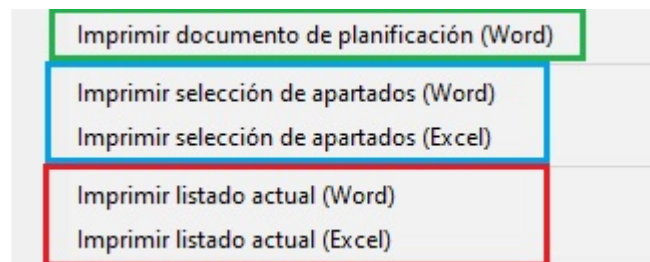 Imprimir documento de planificación (Word)
Imprimir selección de apartados (Word)
Imprimir selección de apartados (Excel)
Imprimir listado actual (Word)
Imprimir listado actual (Excel)